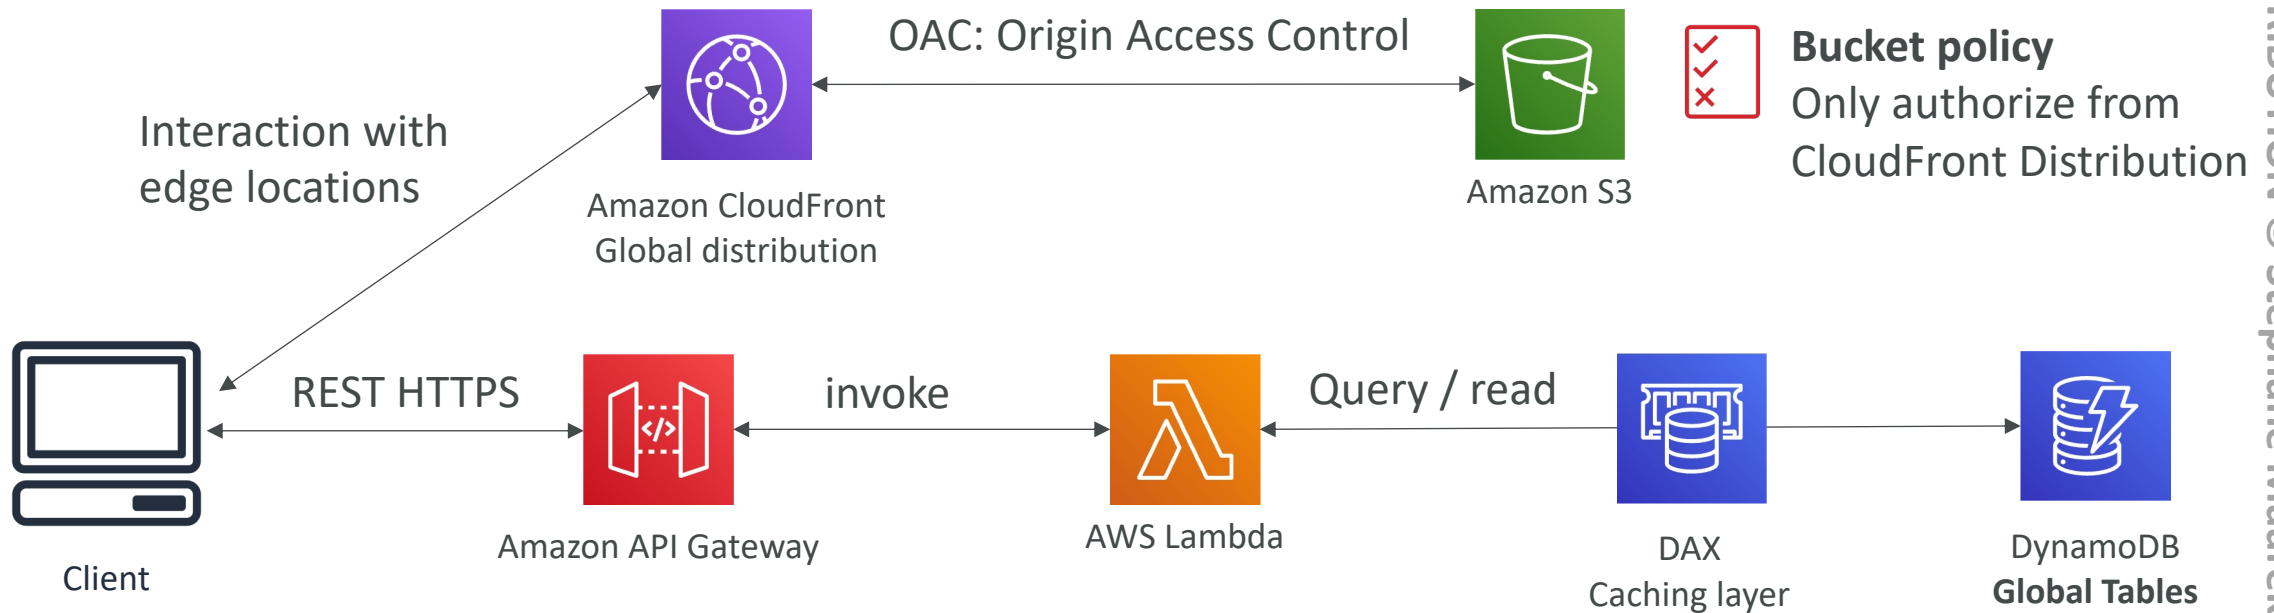 OAC: Origin Access Control
Bucket policy
Only authorize from
CloudFront Distribution
Interaction with
edge locations
Amazon CloudFront
Global distribution
Amazon S3
REST HTTPS
invoke
Query / read
</>
Client
Amazon API Gateway
AWS Lambda
DAX
Caching layer
DynamoDB
Global Tables
© Stephane